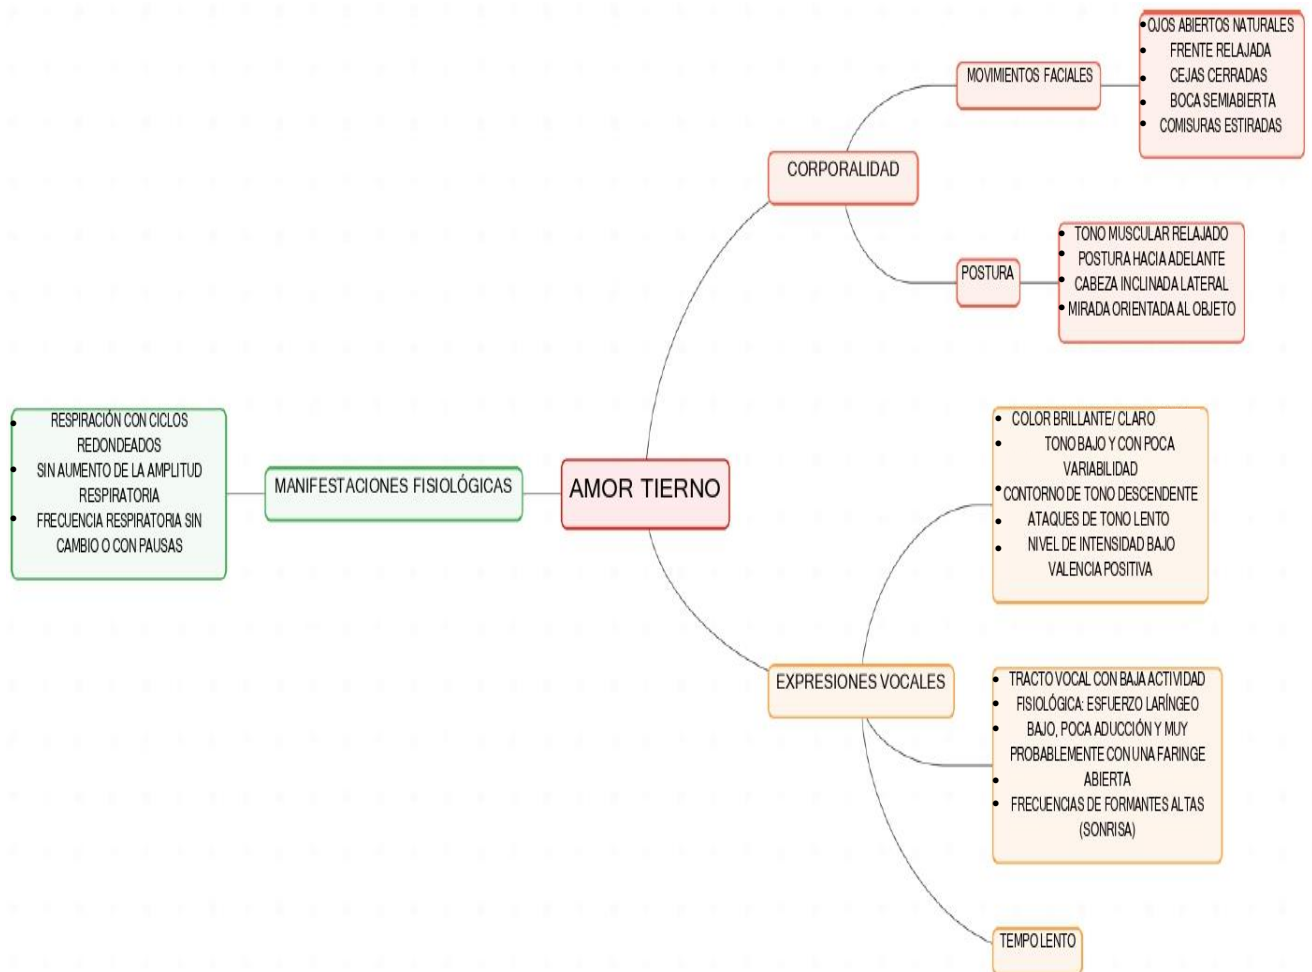 AMOR TIERNO
CORPORALIDAD
MOVIMIENTOS FACIALES
• OJOS ABIERTOS NATURALES
• FRENTE RELAJADA
• CEJAS CERRADAS
• BOCA SEMIABIERTA
• COMISURAS ESTIRADAS
POSTURA
• TONO MUSCULAR RELAJADO
• POSTURA HACIA ADELANTE
• CABEZA INCLINADA LATERAL
• MIRADA ORIENTADA AL OBJETO
EXPRESIONES VOCALES
• COLOR BRILLANTE/ CLARO
• TONO BAJO Y CON POCA
VARIABILIDAD
• CONTORNO DE TONO DESCENDENTE
• ATAQUES DE TONO LENTO
• NIVEL DE INTENSIDAD BAJO
VALENCIA POSITIVA
• TRACTO VOCAL CON BAJA ACTIVIDAD
• FISIOLÓGICA: ESFUERZO LARÍNGEO
• BAJO, POCA ADUCCIÓN Y MUY
PROBABLEMENTE CON UNA FARINGE
• ABIERTA
• FRECUENCIAS DE FORMANTES ALTAS
(SONRISA)
TEMPO LENTO
MANIFESTACIONES FISIOLÓGICAS
• RESPIRACIÓN CON CICLOS
REDONDEADOS
• SIN AUMENTO DE LA AMPLITUD
RESPIRATORIA
• FRECUENCIA RESPIRATORIA SIN
CAMBIO O CON PAUSAS